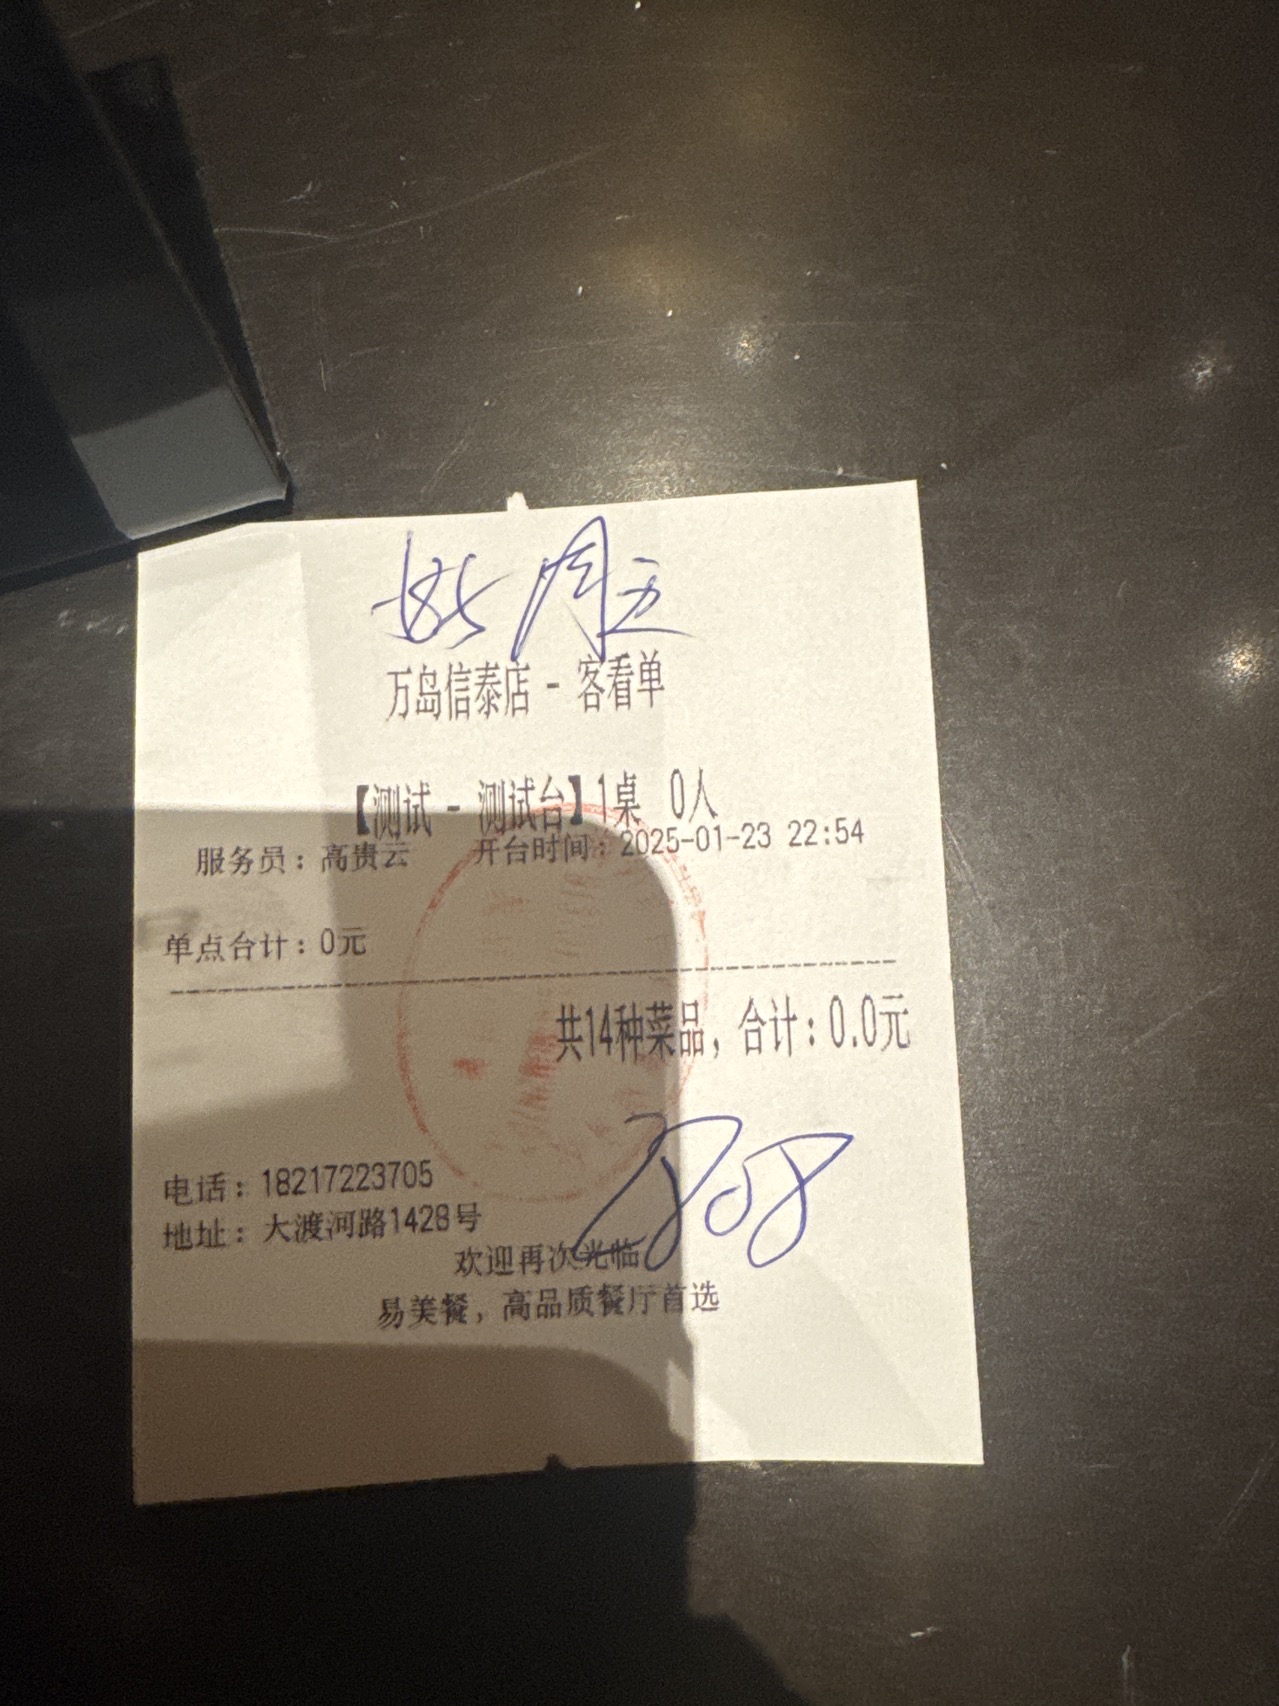 周五
万岛信泰店 - 客看单
【测试 - 测试台】1桌 0人
服务员：高贵云 开台时间：2025-01-23 22:54
单点台计：0元
共14种菜品，合计：0.0元
电话：18217223705
地址：大渡河路1428号
欢迎再次光临
易美餐，高品质餐厅首选